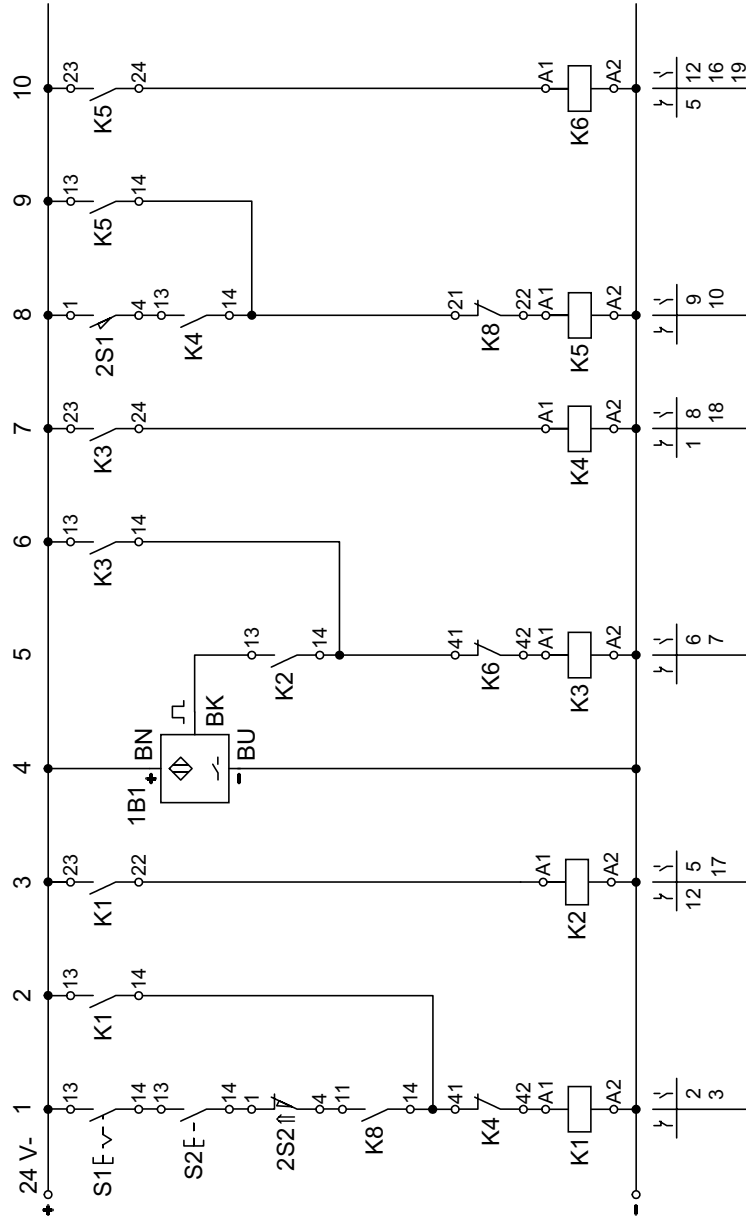 24 V-
+
-
1
13
S1
14
13
S2
14
1
2S2
4
11
K8
14
41
K4
42
A1
K1
A2
2
3
2
13
K1
14
3
23
K1
22
A1
K2
A2
12 5
17
4
1B1
+ BN
BK
- BU
5
13
K2
14
41
K6
42
A1
K3
A2
6
7
6
13
K3
14
7
23
K3
24
A1
K4
A2
1 8
18
8
1
2S1
4
13
K4
14
21
K8
22
A1
K5
A2
9
10
9
13
K5
14
10
23
K5
24
A1
K6
A2
5 12
16
19